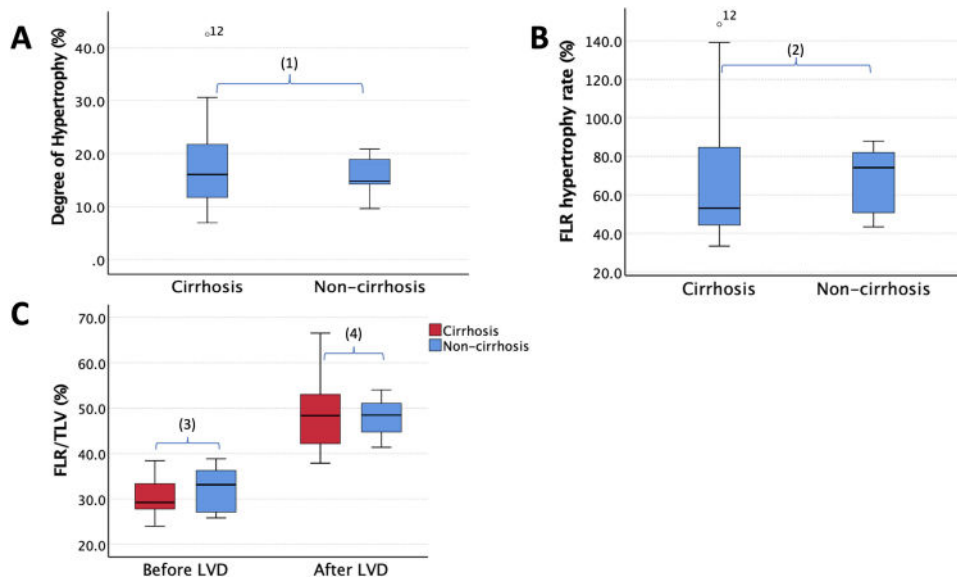 A
Degree of Hypertrophy (%)
40.0
30.0
20.0
10.0
.0
12
(1)
Cirrhosis
Non-cirrhosis
B
FLR hypertrophy rate (%)
140.0
120.0
100.0
80.0
60.0
40.0
20.0
12
(2)
Cirrhosis
Non-cirrhosis
C
FLR/TLV (%)
70.0
60.0
50.0
40.0
30.0
20.0
(3)
(4)
Cirrhosis
Non-cirrhosis
Before LVD
After LVD